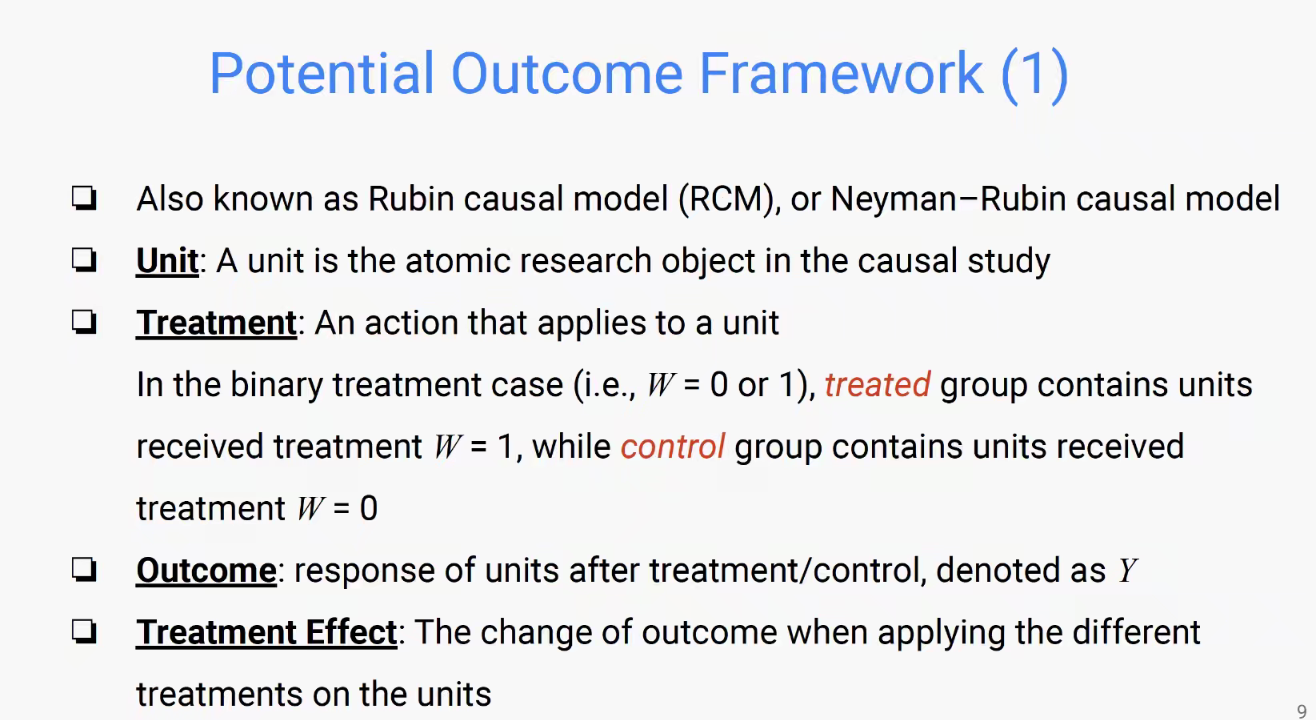 Potential Outcome Framework (1)
❏ Also known as Rubin causal model (RCM), or Neyman–Rubin causal model
❏ Unit: A unit is the atomic research object in the causal study
❏ Treatment: An action that applies to a unit
In the binary treatment case (i.e., W = 0 or 1), treated group contains units
received treatment W = 1, while control group contains units received
treatment W = 0
❏ Outcome: response of units after treatment/control, denoted as Y
❏ Treatment Effect: The change of outcome when applying the different
treatments on the units
9